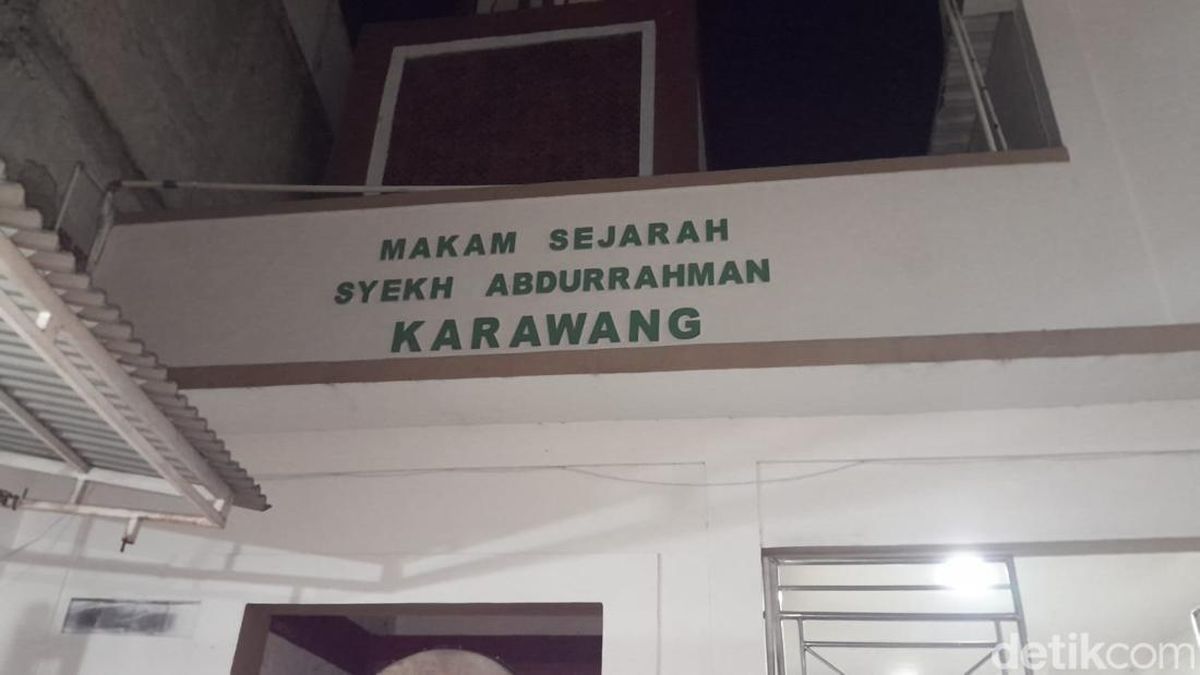 MAKAM SEJARAH
SYEKH ABDURRAHMAN
KARAWANG
detikcom